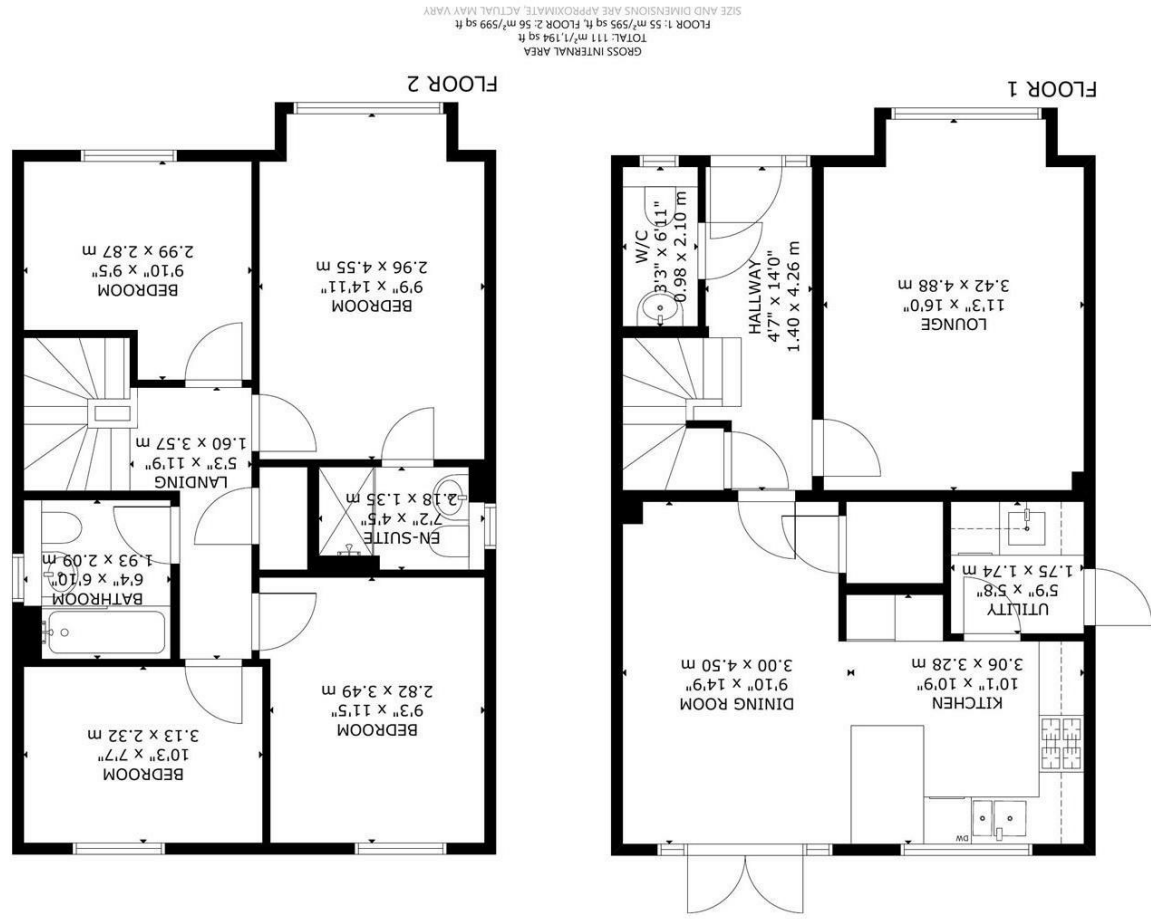 DW
KITCHEN
10'1" x 10'9"
3.06 x 3.28 m
DINING ROOM
9'10" x 14'9"
3.00 x 4.50 m
UTILITY
5'9" x 5'8"
1.75 x 1.74 m
LOUNGE
11'3" x 16'0"
3.42 x 4.88 m
HALLWAY
4'7" x 14'0"
1.40 x 4.26 m
W/C
3'3" x 6'11"
0.98 x 2.10 m
FLOOR 1
BEDROOM
9'3" x 11'5"
2.82 x 3.49 m
BEDROOM
10'3" x 7'7"
3.13 x 2.32 m
BATHROOM
6'4" x 6'10"
1.93 x 2.09 m
EN-SUITE
7'2" x 4'5"
2.18 x 1.35 m
LANDING
5'3" x 11'9"
1.60 x 3.57 m
BEDROOM
9'9" x 14'11"
2.96 x 4.55 m
BEDROOM
9'10" x 9'5"
2.99 x 2.87 m
FLOOR 2
GROSS INTERNAL AREA
TOTAL: 111 m²/1,194 sq ft
FLOOR 1: 55 m²/595 sq ft, FLOOR 2: 56 m²/599 sq ft
SIZE AND DIMENSIONS ARE APPROXIMATE, ACTUAL MAY VARY